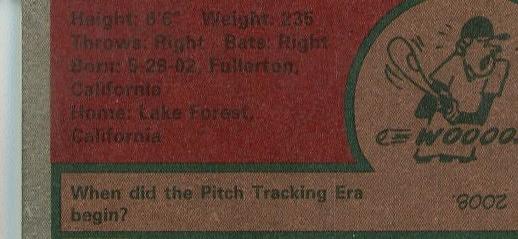 Height: 6'6" Weight: 235
Throws: Right Bats: Right
Born: 5-28-02, Fullerton,
California
Home: Lake Forest,
California
WOOOO
When did the Pitch Tracking Era
begin?
2008.